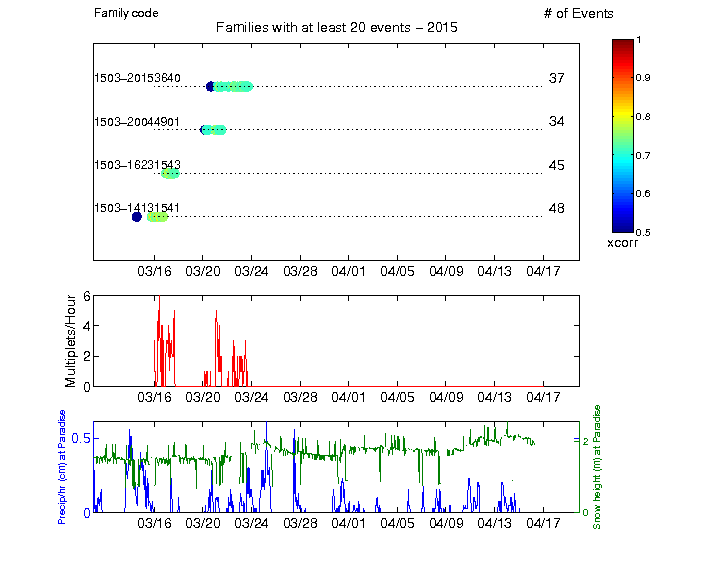 Family code
# of Events
Families with at least 20 events – 2015
1503–20153640
37
1503–20044901
34
1503–16231543
45
1503–14131541
48
1
0.9
0.8
0.7
0.6
0.5
xcorr
03/16 03/20 03/24 03/28 04/01 04/05 04/09 04/13 04/17
Multiplets/Hour
6
4
2
0
03/16 03/20 03/24 03/28 04/01 04/05 04/09 04/13 04/17
Precip/hr (cm) at Paradise
0.5
0
2
0
Snow height (m) at Paradise
03/16 03/20 03/24 03/28 04/01 04/05 04/09 04/13 04/17